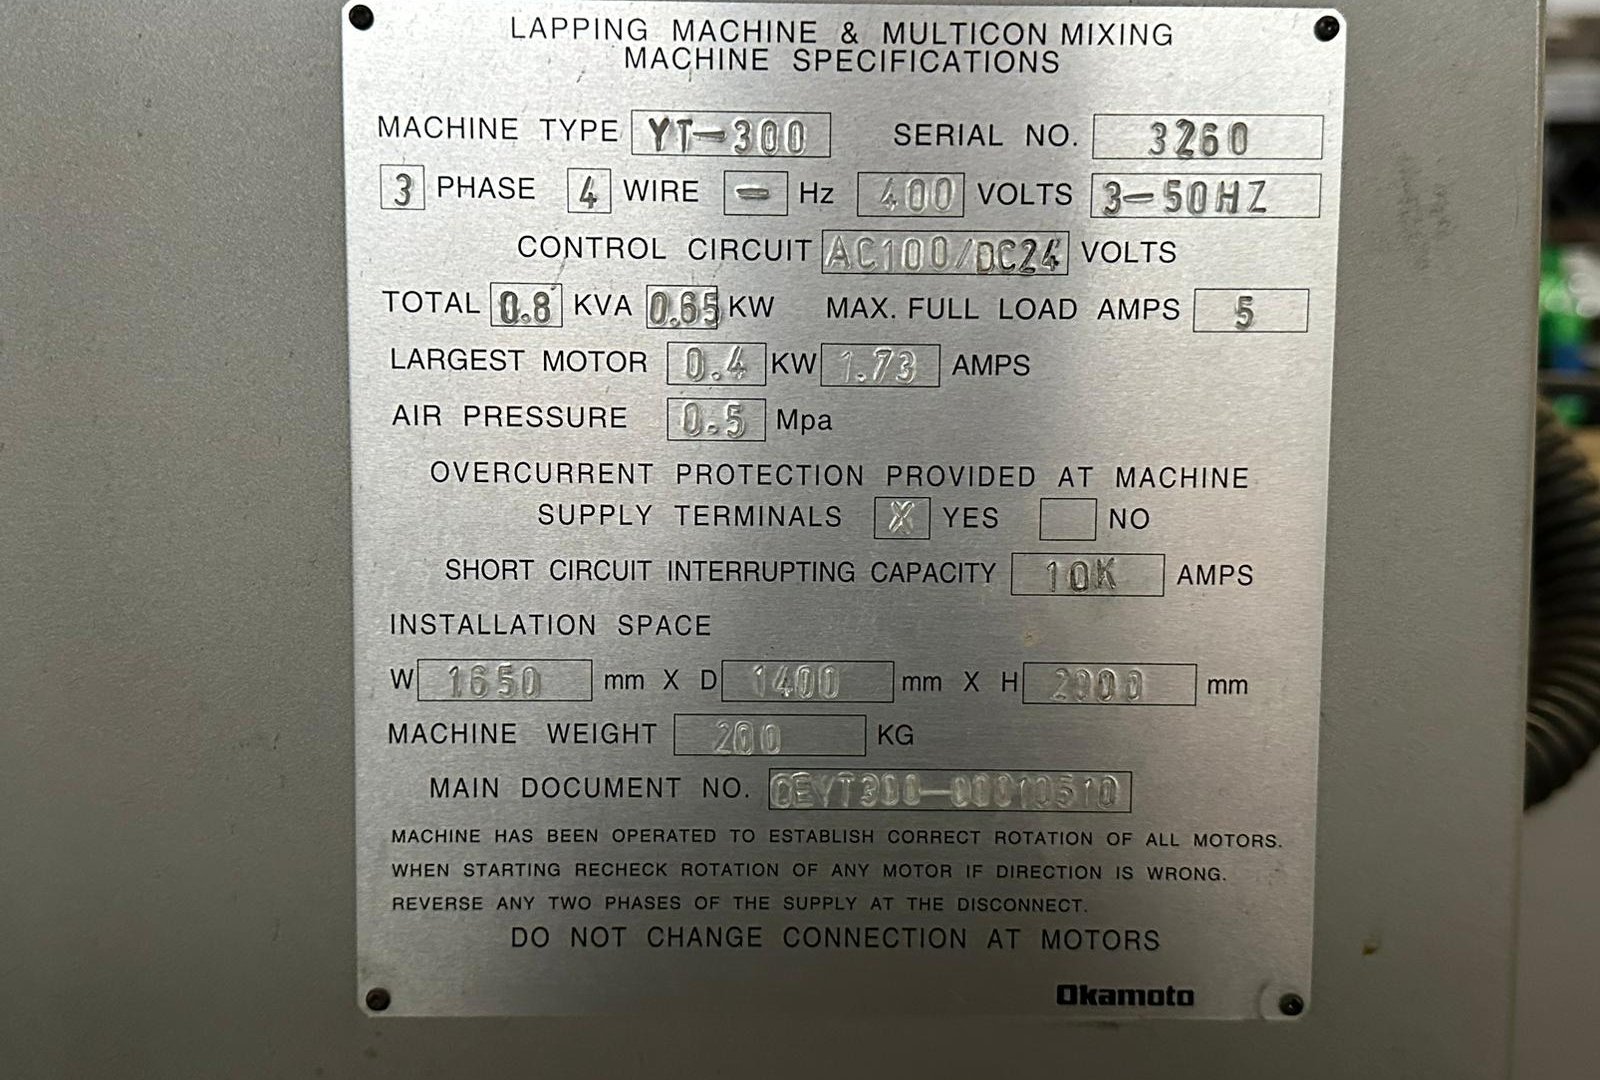 LAPPING MACHINE & MULTICON MIXING
MACHINE SPECIFICATIONS
MACHINE TYPE YT-300 SERIAL NO. 3260
3 PHASE 4 WIRE - Hz 400 VOLTS 3-50HZ
CONTROL CIRCUIT AC100/DC24 VOLTS
TOTAL 0.8 KVA 0.65 KW MAX. FULL LOAD AMPS 5
LARGEST MOTOR 0.4 KW 1.73 AMPS
AIR PRESSURE 0.5 Mpa
OVERCURRENT PROTECTION PROVIDED AT MACHINE
SUPPLY TERMINALS X YES NO
SHORT CIRCUIT INTERRUPTING CAPACITY 10K AMPS
INSTALLATION SPACE
W 1650 mm X D 1400 mm X H 2000 mm
MACHINE WEIGHT 200 KG
MAIN DOCUMENT NO. OEYT300-00010510
MACHINE HAS BEEN OPERATED TO ESTABLISH CORRECT ROTATION OF ALL MOTORS.
WHEN STARTING RECHECK ROTATION OF ANY MOTOR IF DIRECTION IS WRONG.
REVERSE ANY TWO PHASES OF THE SUPPLY AT THE DISCONNECT.
DO NOT CHANGE CONNECTION AT MOTORS
Okamoto